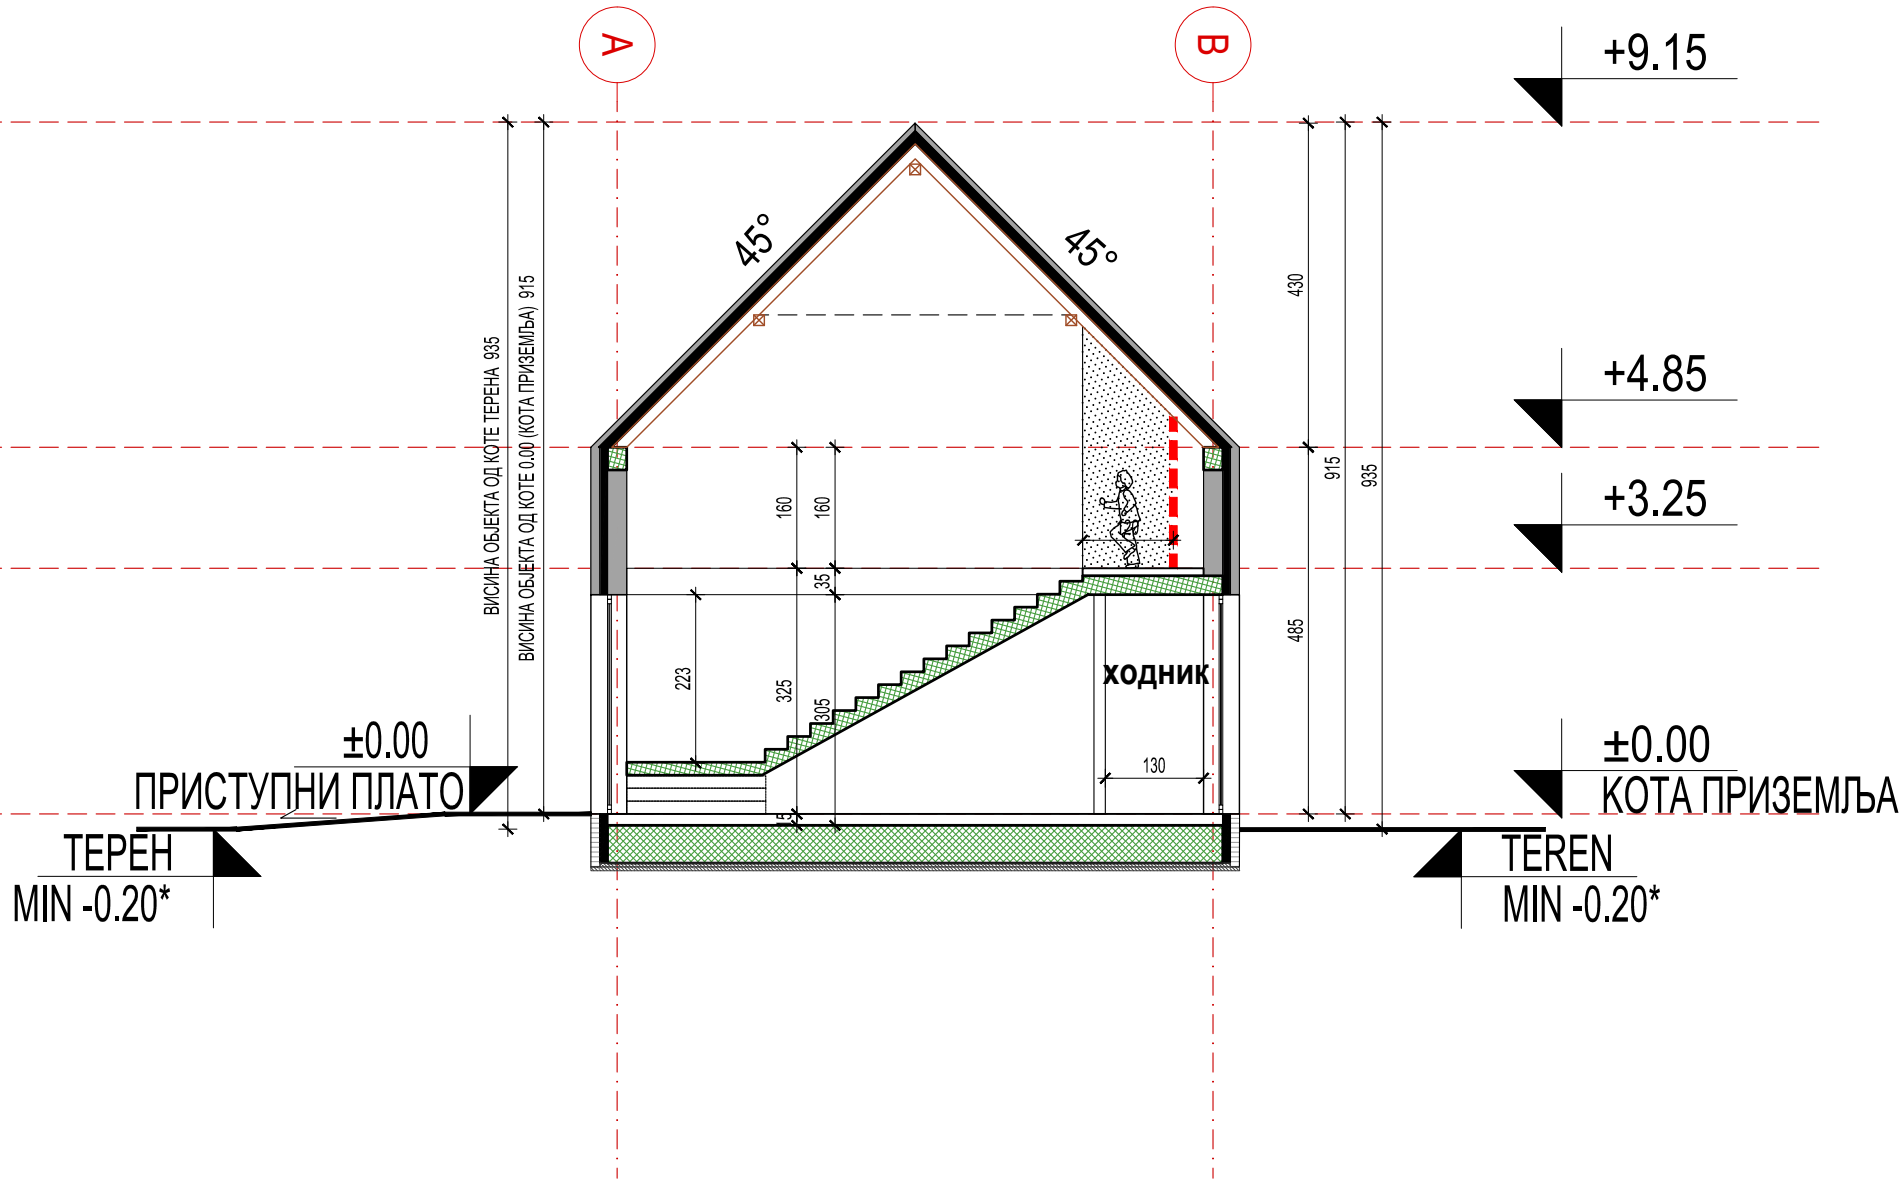 A
B
+9.15
45°
45°
430
ВИСИНА ОБЈЕКТА ОД КОТЕ ТЕРЕНА 935
ВИСИНА ОБЈЕКТА ОД КОТЕ 0.00 (КОТА ПРИЗЕМЉА) 915
+4.85
915
935
+3.25
160
160
35
485
223
325
305
ходник
130
15
±0.00
ПРИСТУПНИ ПЛАТО
±0.00
КОТА ПРИЗЕМЉА
ТЕРЕН
MIN -0.20*
TEREN
MIN -0.20*